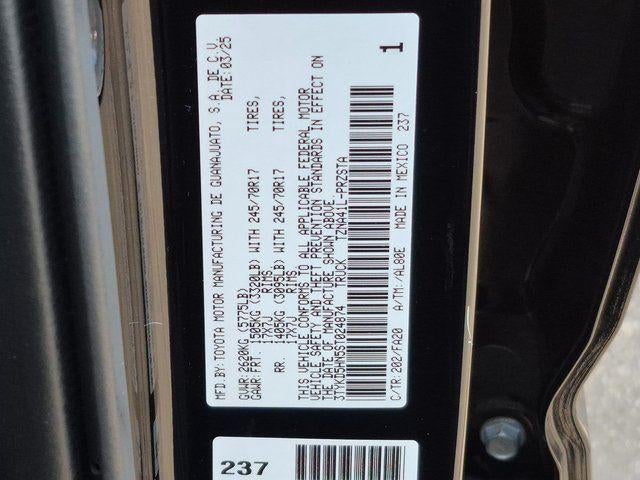 MFD.BY:TOYOTA MOTOR MANUFACTURING DE GUANAJUATO, S.A. DE C.V.
DATE:03/25
GVWR:2620KG (5775LB)
GAWR:FRT. 1505KG (3320LB) WITH 245/70R17 TIRES,
17X7J RIMS
RR. 1405KG (3095LB) WITH 245/70R17 TIRES,
17X7J RIMS
THIS VEHICLE CONFORMS TO ALL APPLICABLE FEDERAL MOTOR
VEHICLE SAFETY AND THEFT PREVENTION STANDARDS IN EFFECT ON
THE DATE OF MANUFACTURE SHOWN ABOVE.
3TYKD5HN5ST024874 TRUCK TZNA41L-PRZSTA
1
C/TR:202/FA20 A/TM: /AL80E MADE IN MEXICO 237
237